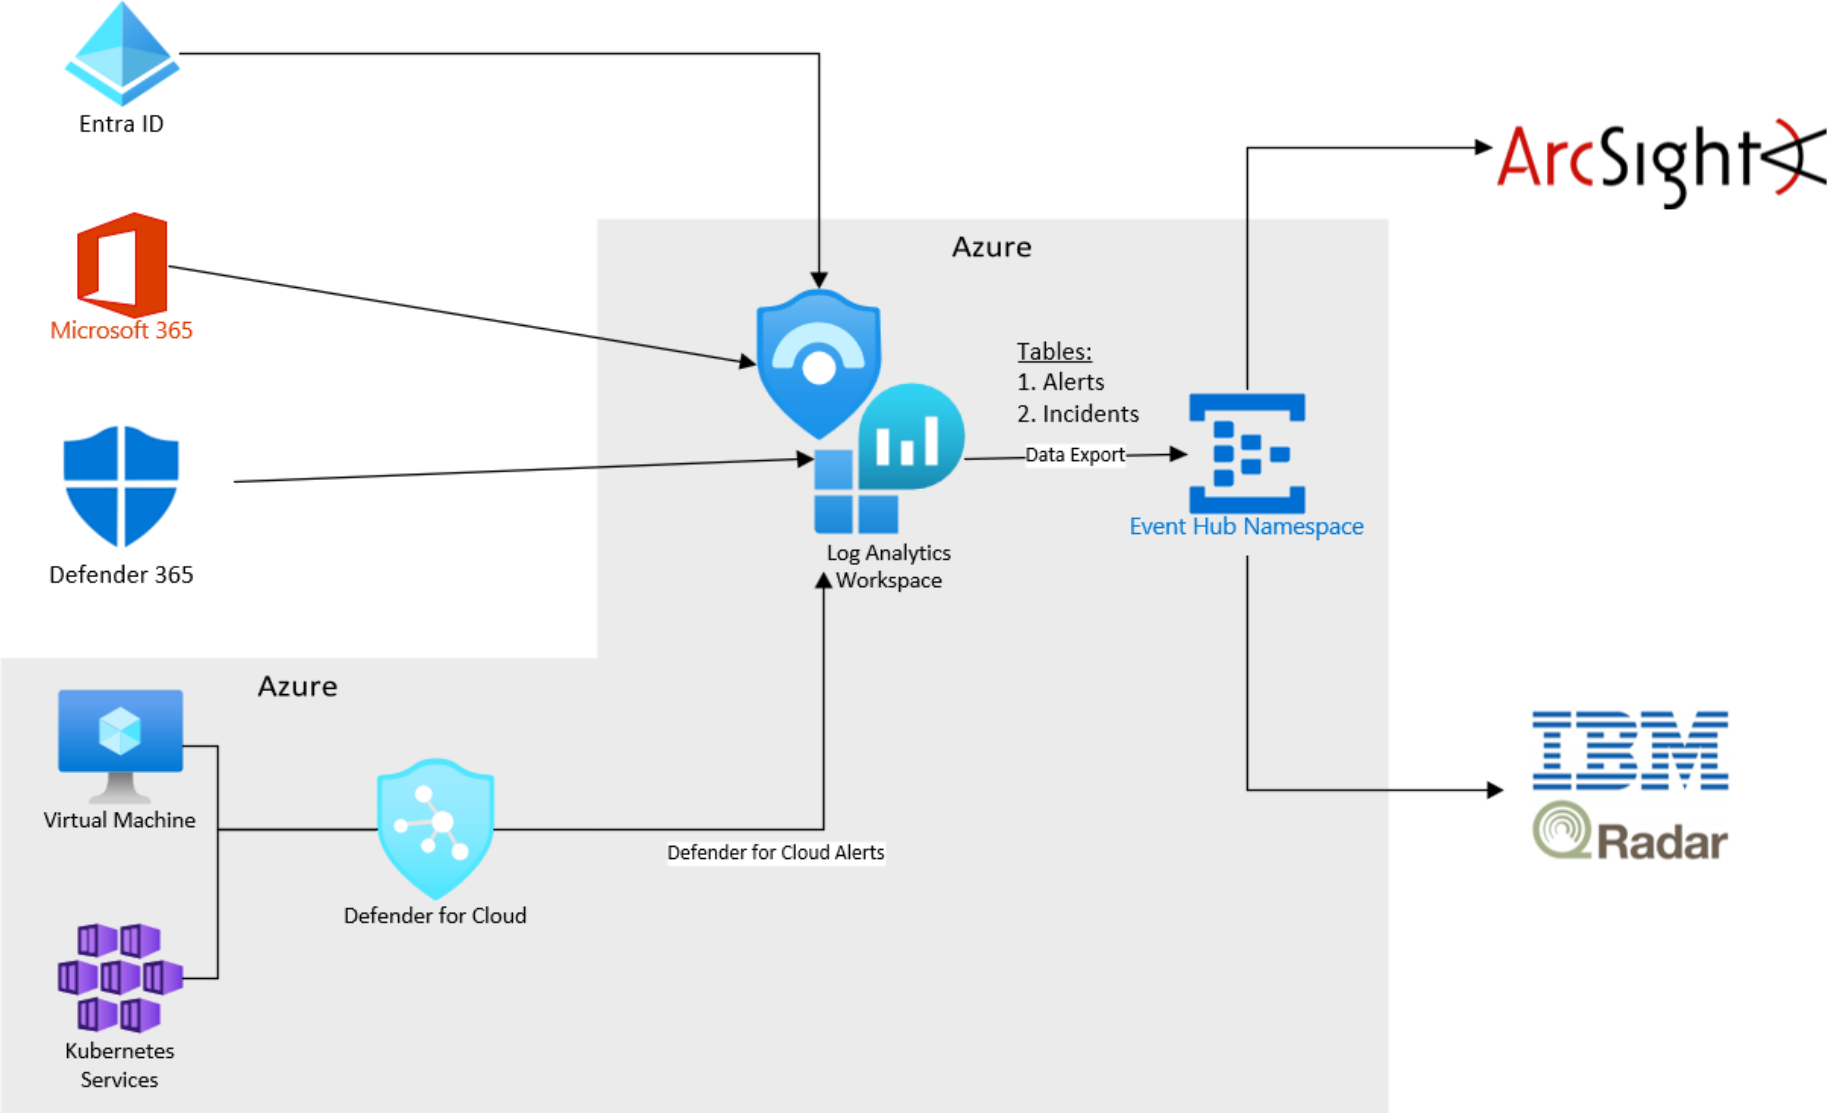 Entra ID
ArcSight
Microsoft 365
Azure
Tables:
1. Alerts
2. Incidents
Data Export
Event Hub Namespace
Defender 365
Log Analytics
Workspace
Azure
Virtual Machine
Defender for Cloud Alerts
Defender for Cloud
IBM
QRadar
Kubernetes
Services